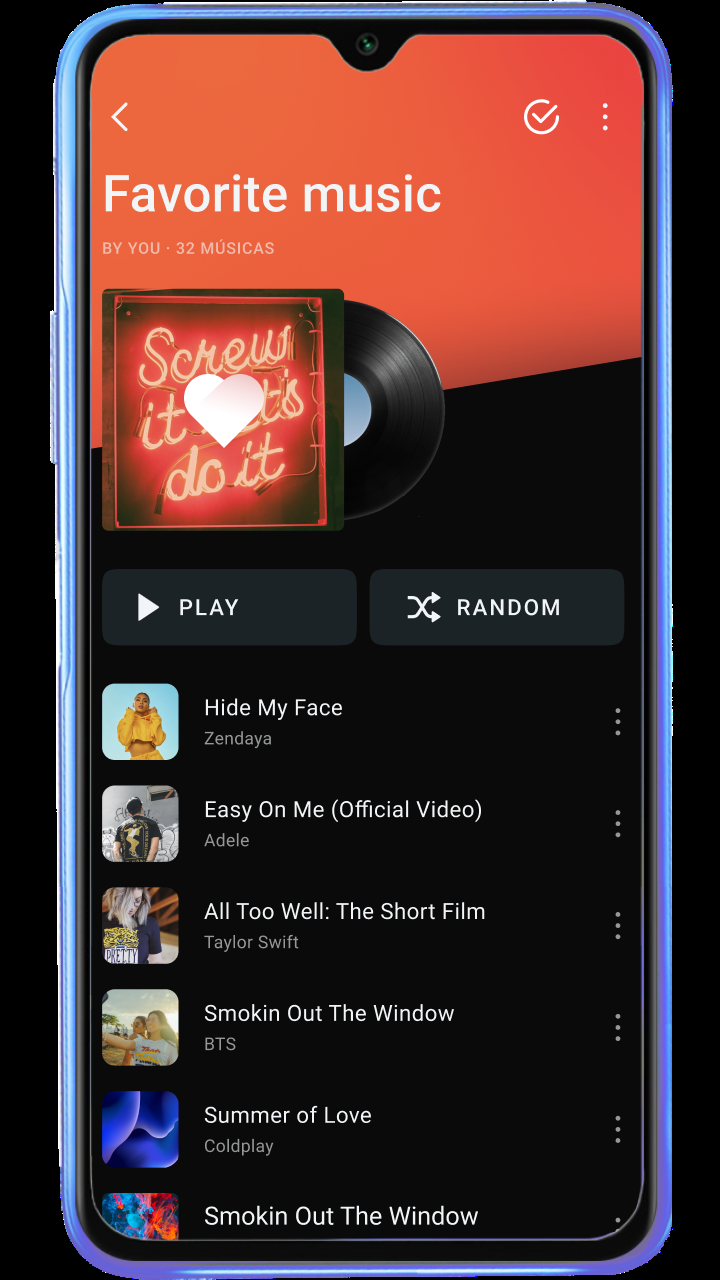 Favorite music
BY YOU · 32 MÚSICAS
Screw
it let's
do it
PLAY
RANDOM
Hide My Face
Zendaya
Easy On Me (Official Video)
Adele
All Too Well: The Short Film
Taylor Swift
PRETTY
Smokin Out The Window
BTS
Summer of Love
Coldplay
Smokin Out The Window